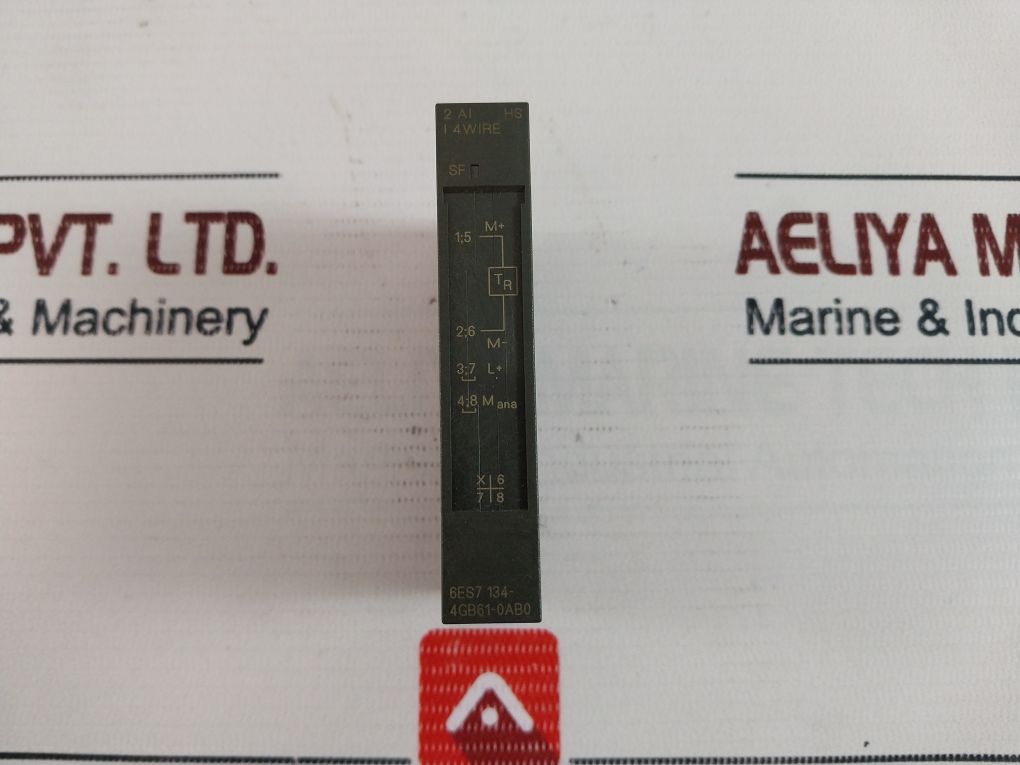 2 AI HS
I 4WIRE
SF
1;5 M+
TR
2;6 M-
3;7 L+
4;8 M ana
X 6
7 8
6ES7 134-
4GB61-0AB0
PVT. LTD.
& Machinery
AELIYA M
Marine & Ind